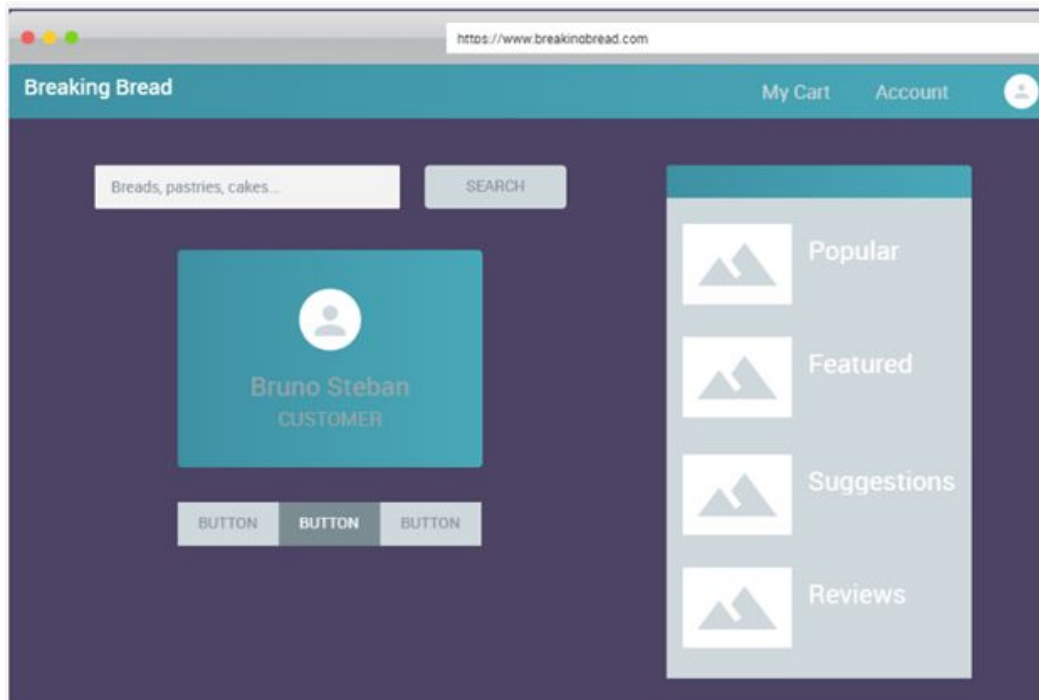 https://www.breakingbread.com
Breaking Bread
My Cart
Account
Breads, pastries, cakes...
SEARCH
Bruno Steban
CUSTOMER
BUTTON
BUTTON
BUTTON
Popular
Featured
Suggestions
Reviews